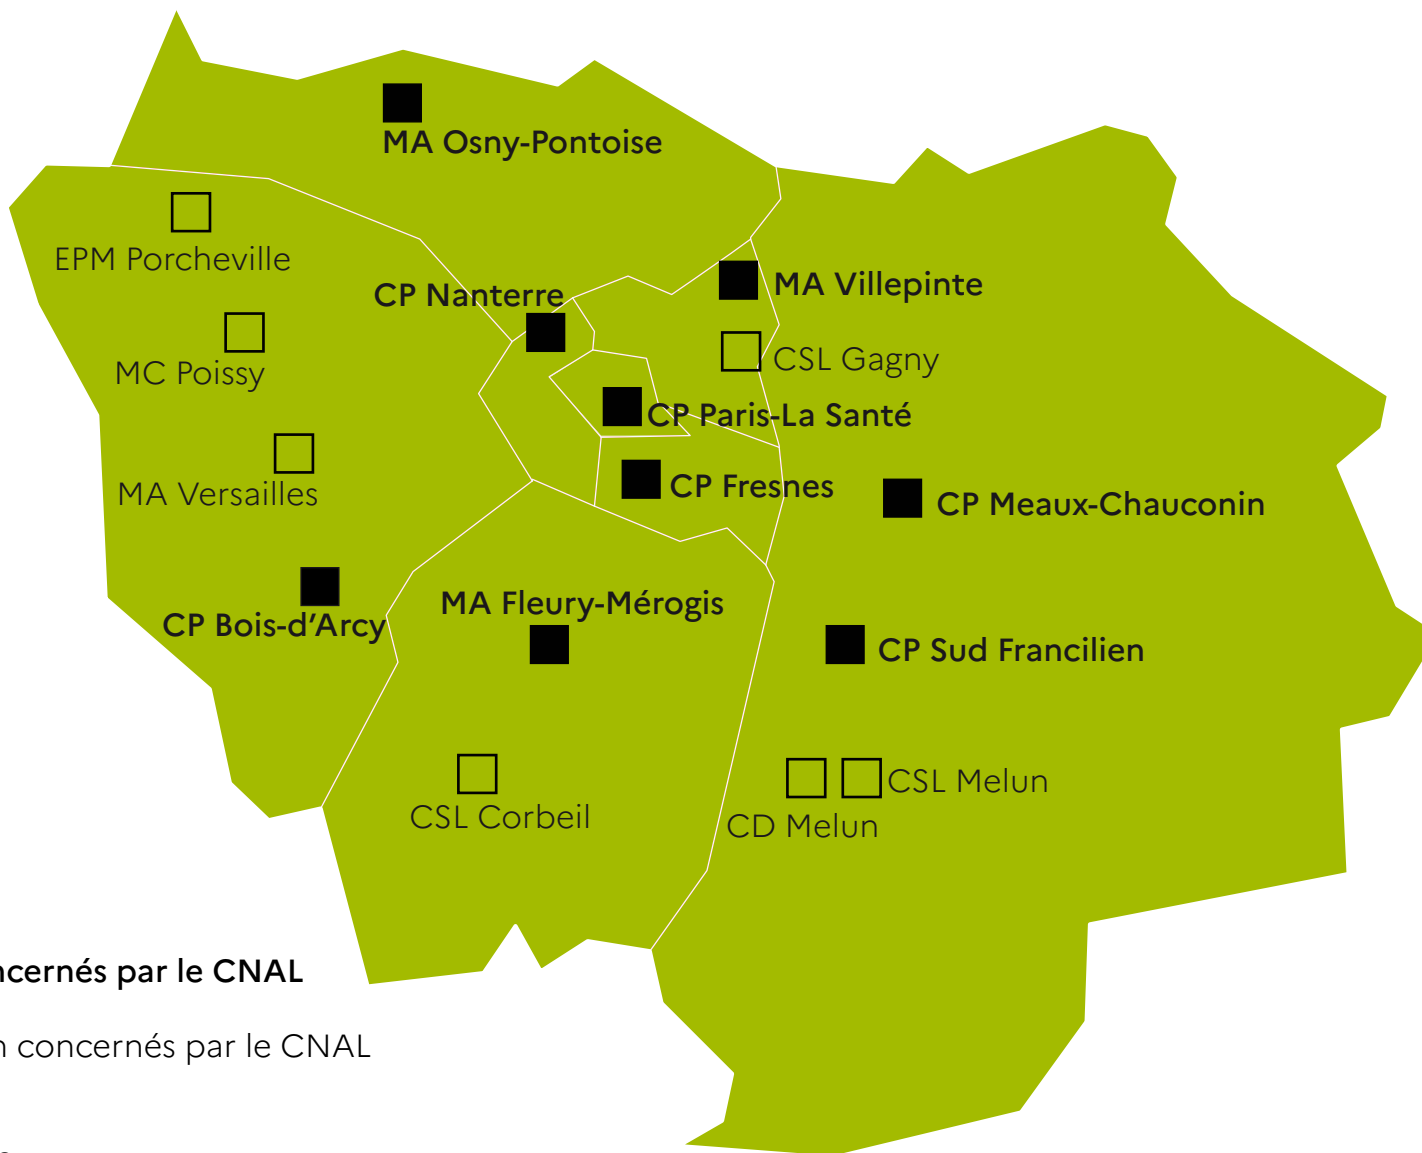 MA Osny-Pontoise
EPM Porcheville
CP Nanterre
MA Villepinte
MC Poissy
CSL Gagny
CP Paris-La Santé
MA Versailles
CP Fresnes
CP Meaux-Chauconin
CP Bois-d'Arcy
MA Fleury-Mérogis
CP Sud Francilien
CSL Melun
CSL Corbeil
CD Melun
par le CNAL
concernés par le CNAL